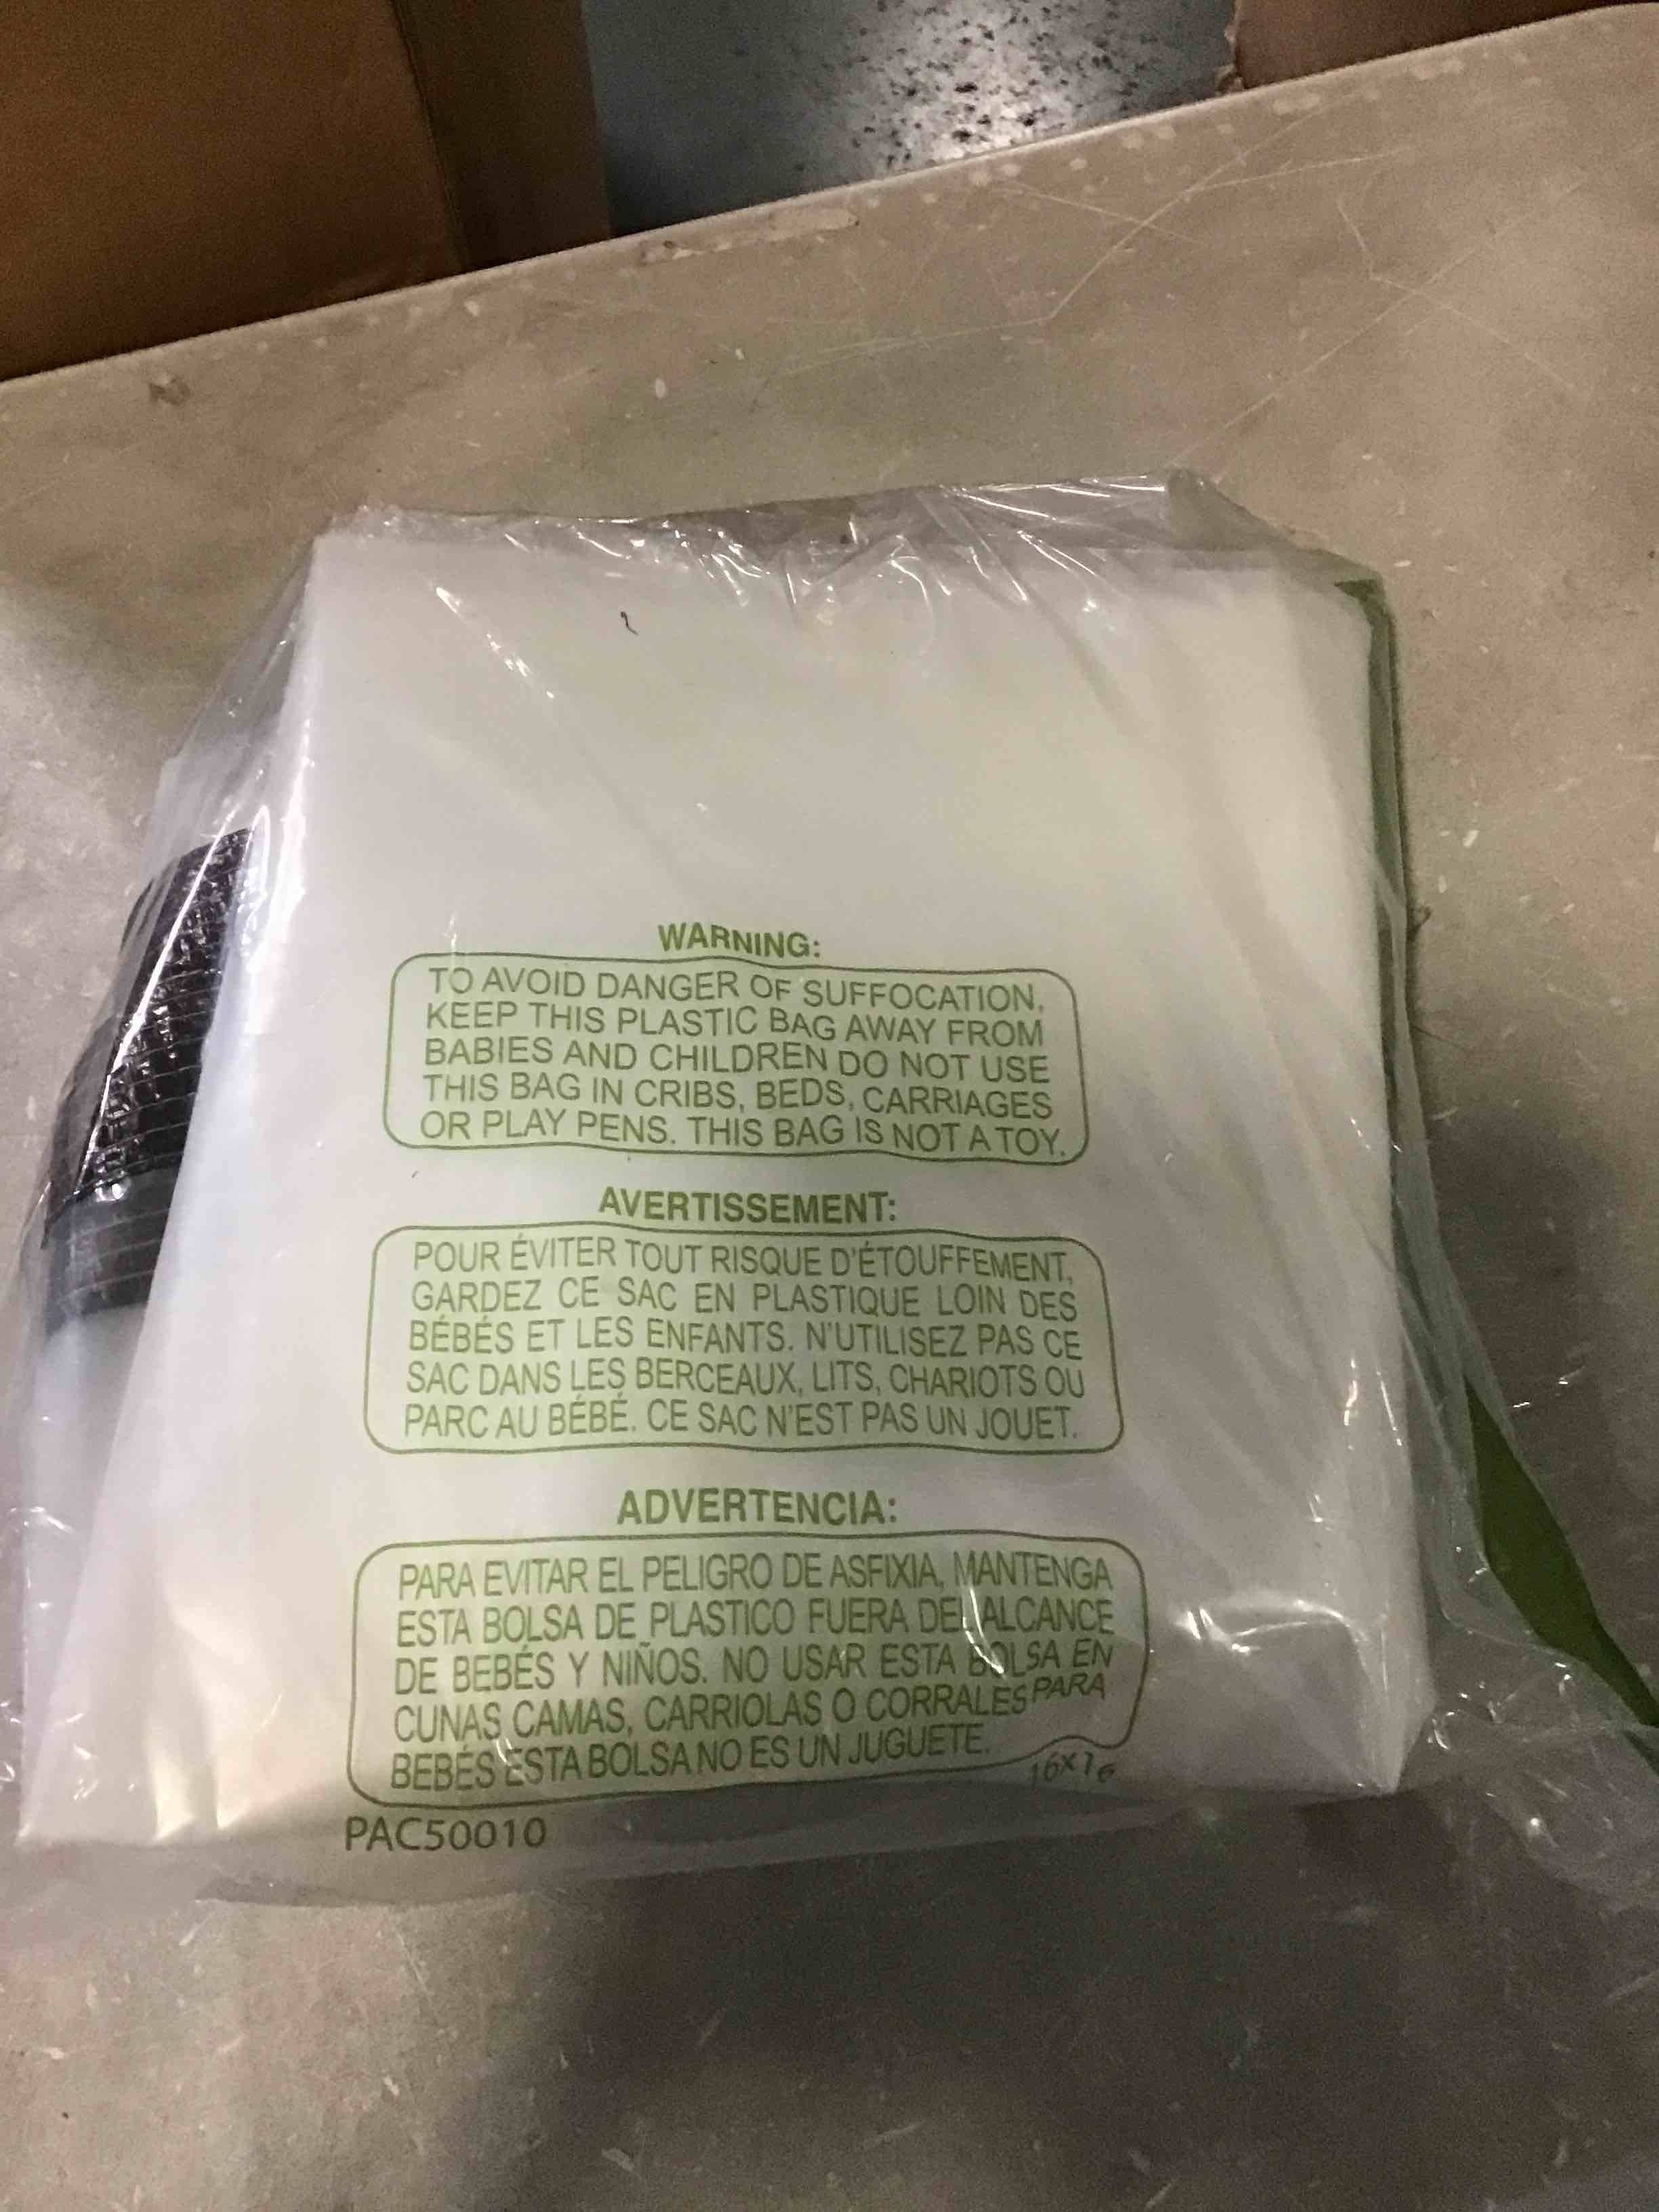 WARNING:
TO AVOID DANGER OF SUFFOCATION,
KEEP THIS PLASTIC BAG AWAY FROM
BABIES AND CHILDREN DO NOT USE
THIS BAG IN CRIBS, BEDS, CARRIAGES
OR PLAY PENS. THIS BAG IS NOT A TOY.
AVERTISSEMENT:
POUR ÉVITER TOUT RISQUE D'ÉTOUFFEMENT,
GARDEZ CE SAC EN PLASTIQUE LOIN DES
BÉBÉS ET LES ENFANTS. N'UTILISEZ PAS CE
SAC DANS LES BERCEAUX, LITS, CHARIOTS OU
PARC AU BÉBÉ. CE SAC N'EST PAS UN JOUET.
ADVERTENCIA:
PARA EVITAR EL PELIGRO DE ASFIXIA, MANTENGA
ESTA BOLSA DE PLASTICO FUERA DEL ALCANCE
DE BEBÉS Y NIÑOS. NO USAR ESTA BOLSA EN
CUNAS CAMAS, CARRIOLAS O CORRALES PARA
BEBÉS ESTA BOLSA NO ES UN JUGUETE.
16X16
PAC50010